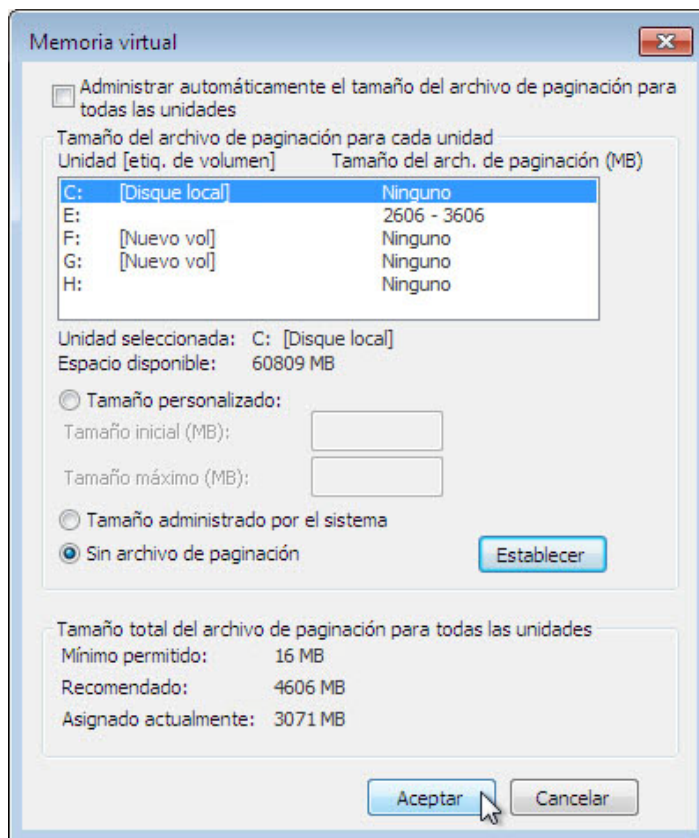 Memoria virtual
Administrar automáticamente el tamaño del archivo de paginación para
todas las unidades
Tamaño del archivo de paginación para cada unidad
Unidad [etiq. de volumen] Tamaño del arch. de paginación (MB)
C: [Disque local] Ninguno
E: 2606 - 3606
F: [Nuevo vol] Ninguno
G: [Nuevo vol] Ninguno
H: Ninguno
Unidad seleccionada: C: [Disque local]
Espacio disponible: 60809 MB
Tamaño personalizado:
Tamaño inicial (MB):
Tamaño máximo (MB):
Tamaño administrado por el sistema
Sin archivo de paginación Establecer
Tamaño total del archivo de paginación para todas las unidades
Mínimo permitido: 16 MB
Recomendado: 4606 MB
Asignado actualmente: 3071 MB
Aceptar Cancelar